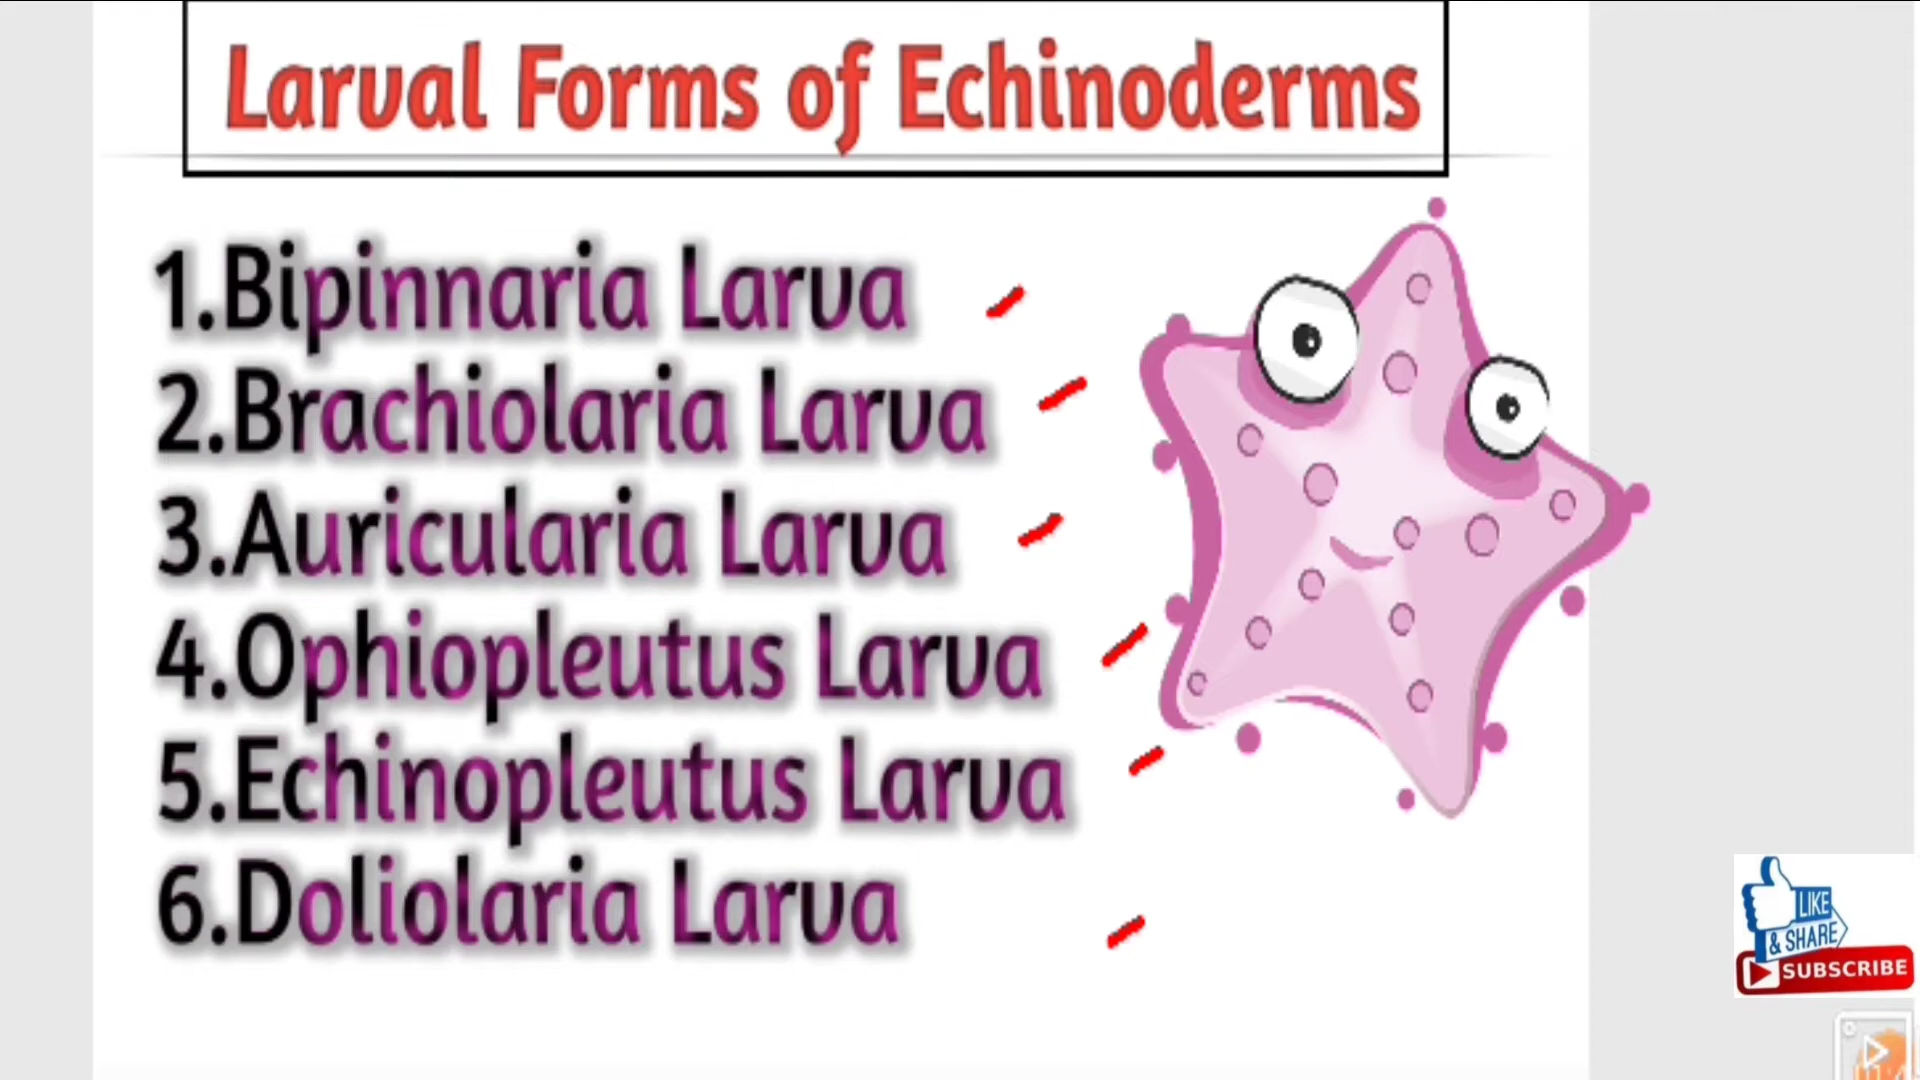 Larval Forms of Echinoderms
1.Bipinnaria Larva
2.Brachiolaria Larva
3.Auricularia Larva
4.Ophiopleutus Larva
5.Echinopleutus Larva
6.Doliolaria Larva
LIKE
& SHARE
SUBSCRIBE